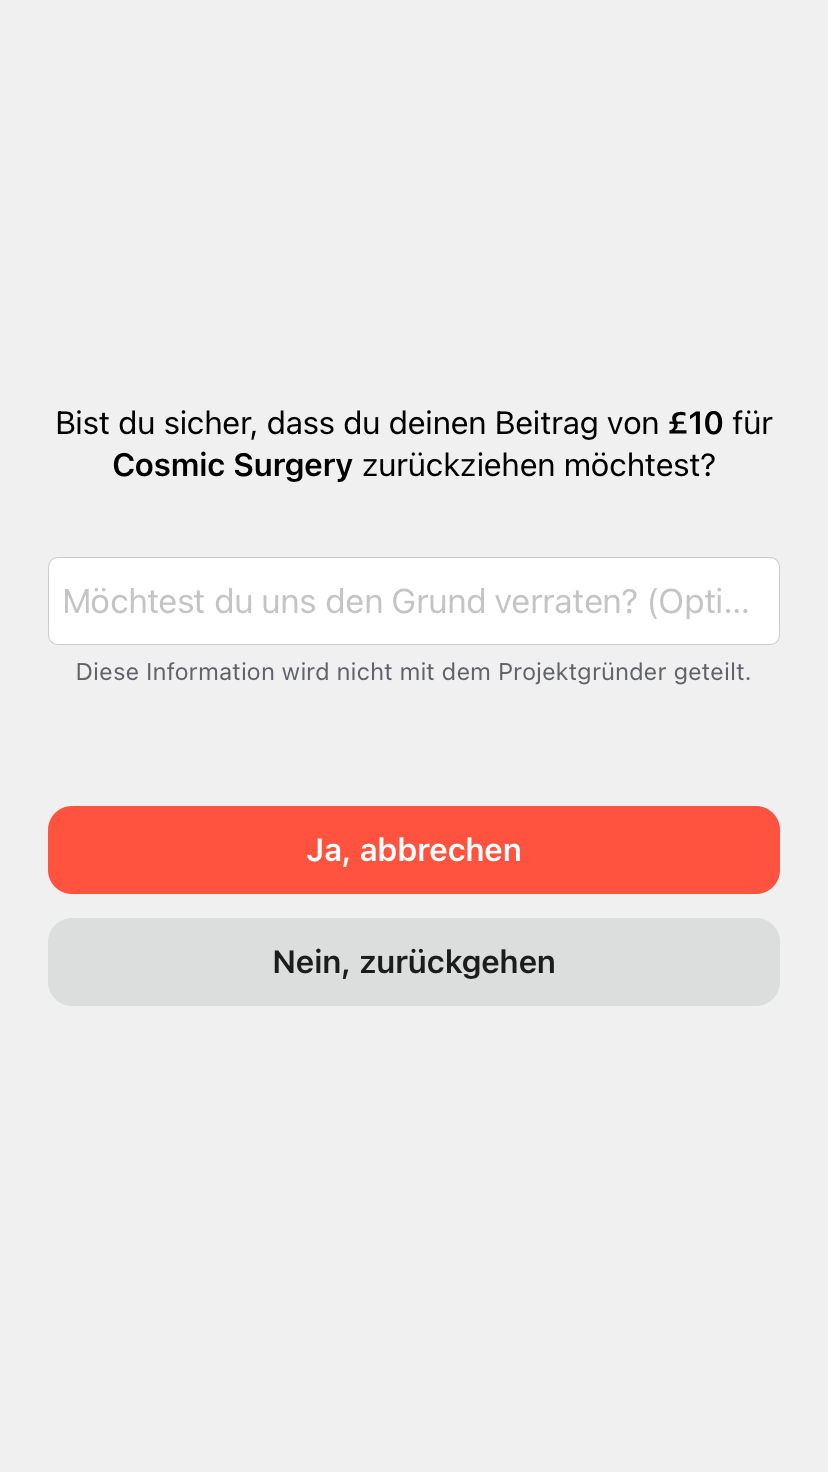 Bist du sicher, dass du deinen Beitrag von £10 für
Cosmic Surgery zurückziehen möchtest?
Möchtest du uns den Grund verraten? (Opti...
Diese Information wird nicht mit dem Projektgründer geteilt.
Ja, abbrechen
Nein, zurückgehen